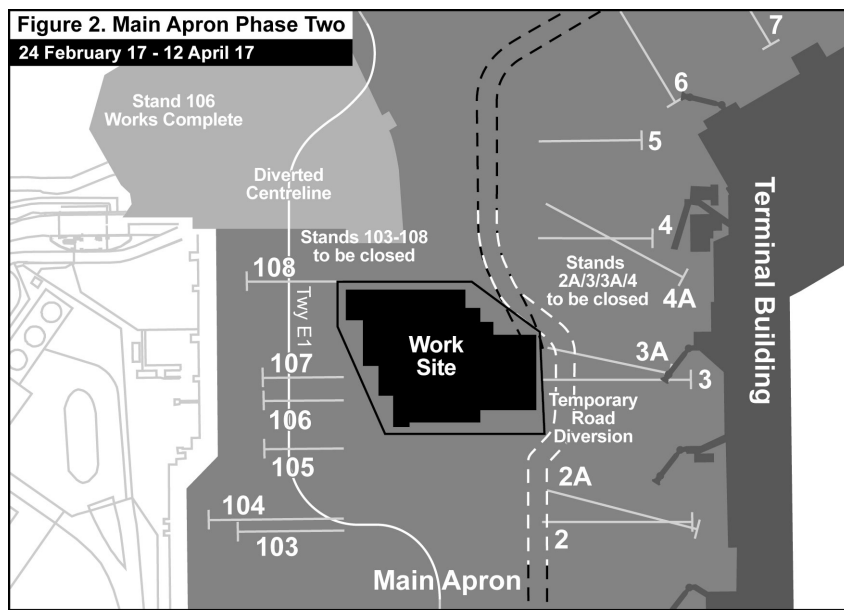 Figure 2. Main Apron Phase Two
24 February 17 - 12 April 17
7
6
Stand 106
Works Complete
5
Diverted
Centreline
4
Stands 103-108
to be closed
Stands
2A/3/3A/4
to be closed
4A
108
Twy E1
Terminal Building
Work
Site
3A
3
107
106
Temporary
Road
Diversion
105
2A
104
103
2
Main Apron